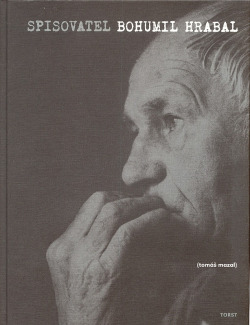 SPISOVATEL BOHUMIL HRABAL
(tomáš mazal)
TORST